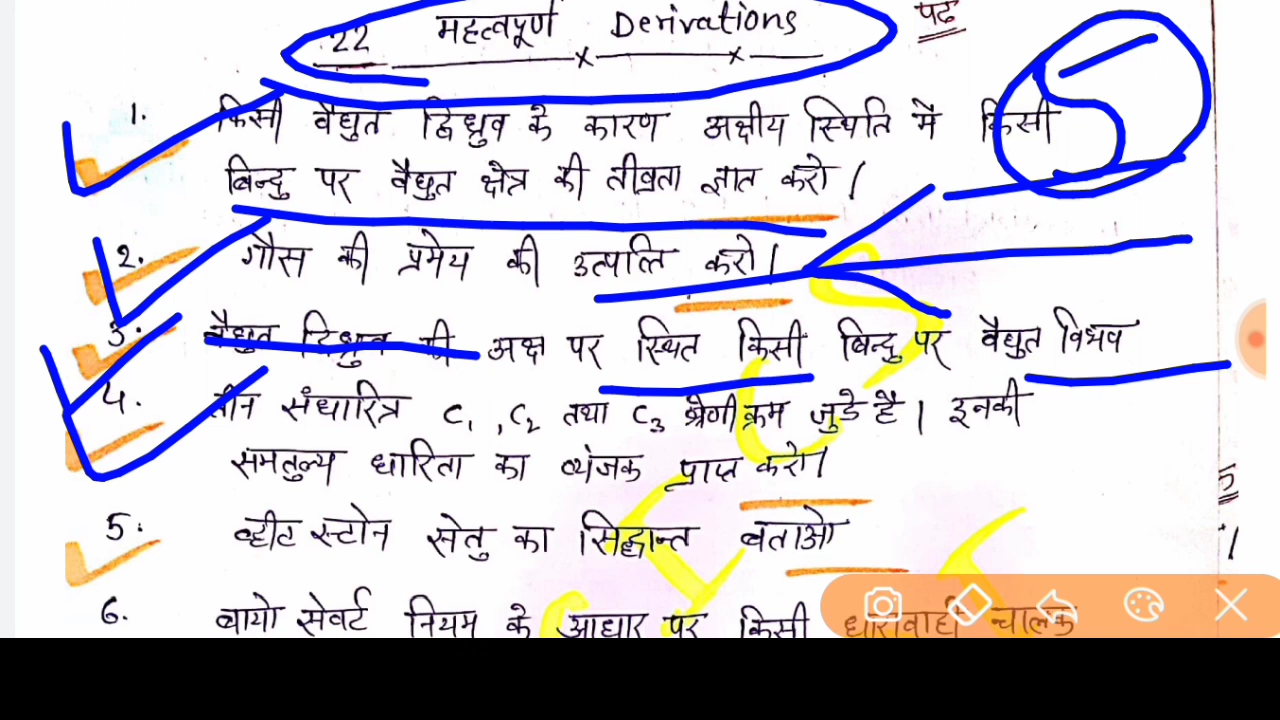 22 महत्वपूर्ण Derivations
पढ
5
1. किसी वैद्युत द्विध्रुव के कारण अक्षीय स्थिति में किसी
बिन्दु पर वैद्युत क्षेत्र की तीव्रता ज्ञात करो।
2. गौस की प्रमेय की उत्पत्ति करो।
3. वैद्युत द्विध्रुव की अक्ष पर स्थित किसी बिन्दु पर वैद्युत विभव
4. तीन संधारित्र C1, C2 तथा C3 श्रेणीक्रम जुडे है। इनकी
समतुल्य धारिता का व्यंजक प्राप्त करो।
5. व्हीट स्टोन सेतु का सिद्धान्त बताओ
6. बायो सेवर्ट नियम के आधार पर किसी धारावाही चालक